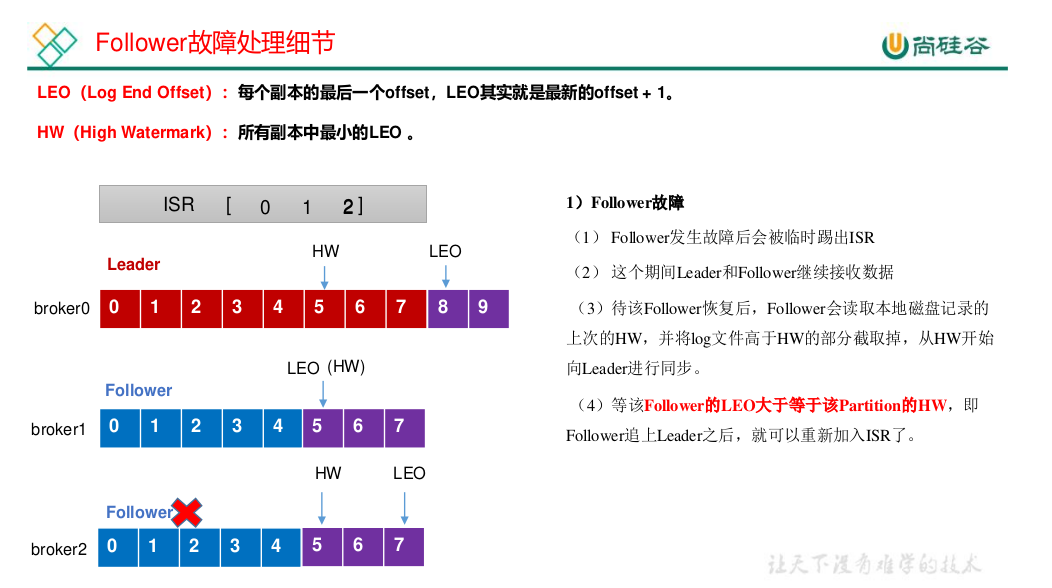 Follower故障处理细节
尚硅谷
LEO（Log End Offset）：每个副本的最后一个offset，LEO其实就是最新的offset + 1。
HW（High Watermark）：所有副本中最小的LEO 。
ISR [ 0 1 2 ]
HW LEO
Leader
broker0 0 1 2 3 4 5 6 7 8 9
LEO (HW)
Follower
broker1 0 1 2 3 4 5 6 7
HW LEO
Follower
broker2 0 1 2 3 4 5 6 7
1）Follower故障
（1） Follower发生故障后会被临时踢出ISR
（2） 这个期间Leader和Follower继续接收数据
（3）待该Follower恢复后，Follower会读取本地磁盘记录的
上次的HW，并将log文件高于HW的部分截取掉，从HW开始
向Leader进行同步。
（4）等该Follower的LEO大于等于该Partition的HW，即
Follower追上Leader之后，就可以重新加入ISR了。
让天下没有难学的技术